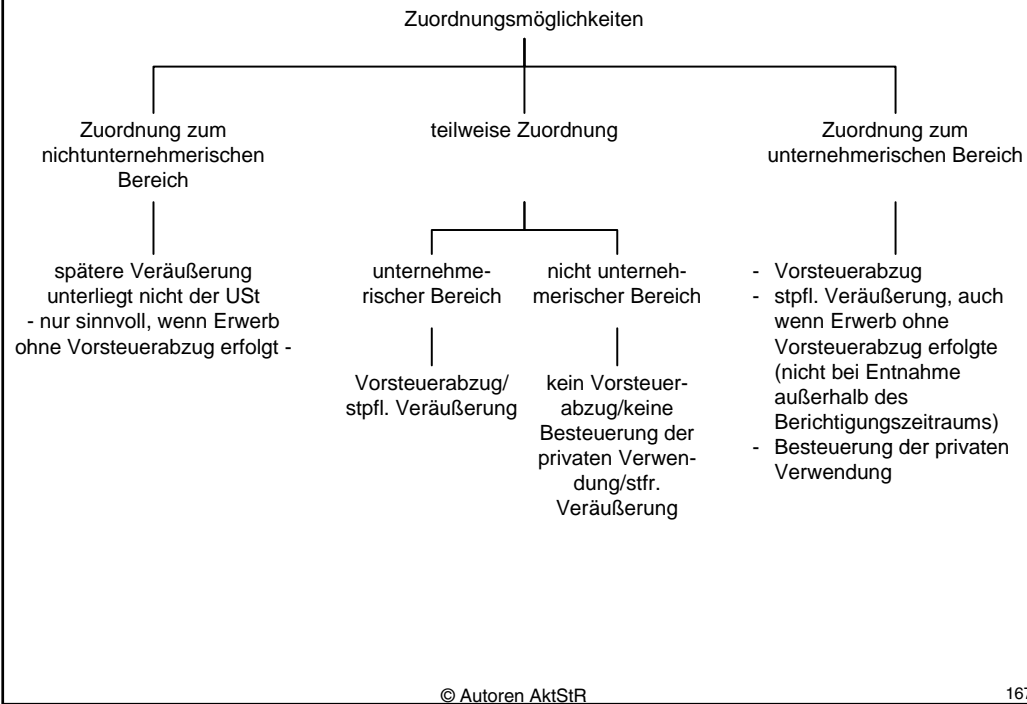 Zuordnungsmöglichkeiten
Zuordnung zum
nichtunternehmerischen
Bereich
spätere Veräußerung
unterliegt nicht der USt
- nur sinnvoll, wenn Erwerb
ohne Vorsteuerabzug erfolgt -
teilweise Zuordnung
unternehme-
rischer Bereich
Vorsteuerabzug/
stpfl. Veräußerung
nicht unterneh-
merischer Bereich
kein Vorsteuer-
abzug/keine
Besteuerung der
privaten Verwen-
dung/stfr.
Veräußerung
Zuordnung zum
unternehmerischen Bereich
- Vorsteuerabzug
- stpfl. Veräußerung, auch
wenn Erwerb ohne
Vorsteuerabzug erfolgte
(nicht bei Entnahme
außerhalb des
Berichtigungszeitraums)
- Besteuerung der privaten
Verwendung
© Autoren AktStR
167